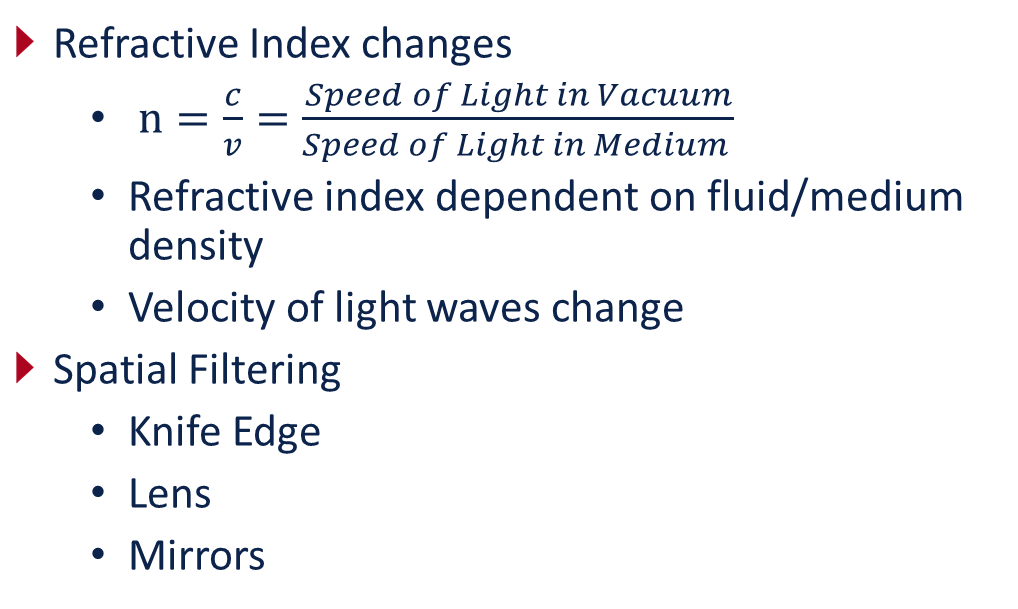 Refractive Index changes
• n = c/v = Speed of Light in Vacuum / Speed of Light in Medium
• Refractive index dependent on fluid/medium
density
• Velocity of light waves change
Spatial Filtering
• Knife Edge
• Lens
• Mirrors